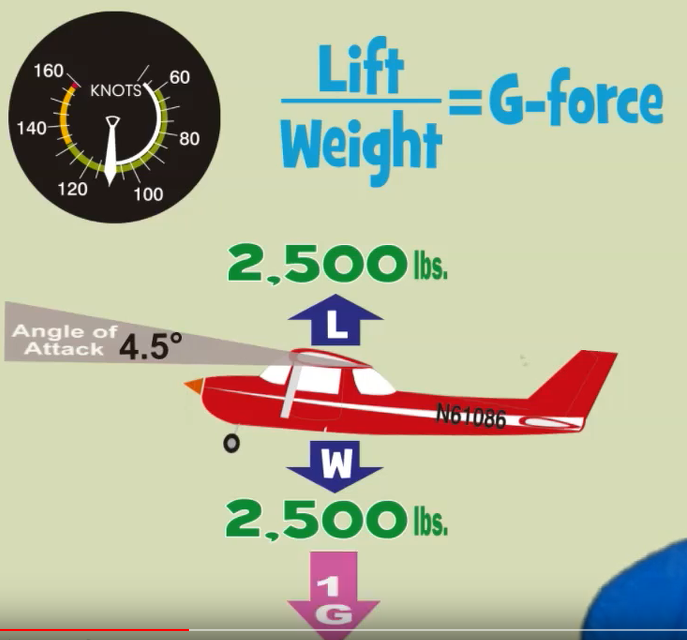 160
KNOTS
60
140
80
120
100
Lift
Weight
=G-force
2,500 lbs.
L
Angle of
Attack 4.5°
N61086
W
2,500 lbs.
1
G